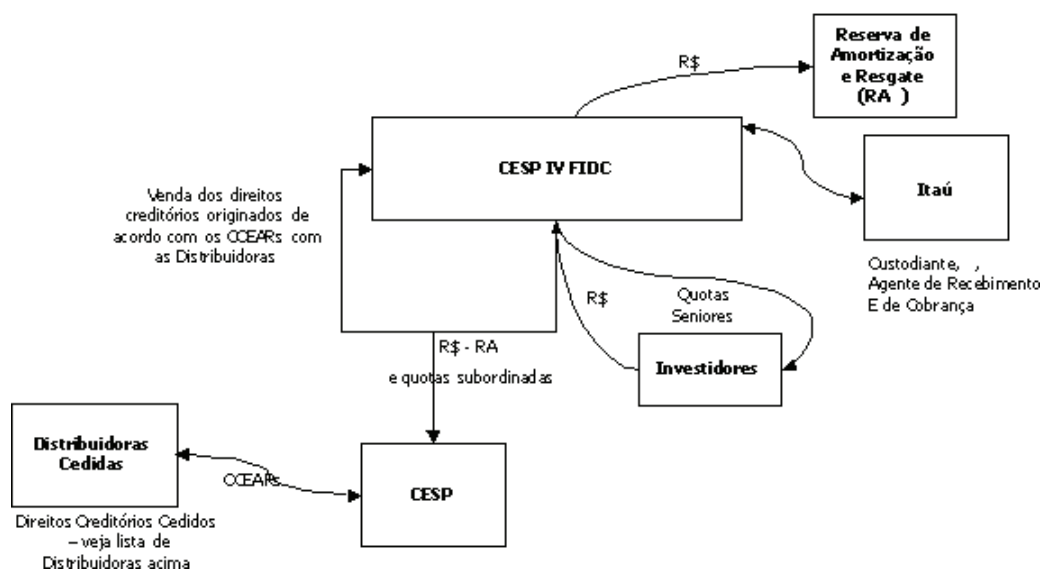 Reserva de
Amortização
e Resgate
(RA )
R$
CESP IV FIDC
Itaú
Venda dos direitos
creditórios originados de
acordo com os CCEARs com
as Distribuidoras
Custodiante, ,
Agente de Recebimento
E de Cobrança
R$
Quotas
Seniores
R$ - RA
e quotas subordinadas
Investidores
Distribuidoras
Cedidas
CCEARs
CESP
Direitos Creditórios Cedidos
– veja lista de
Distribuidoras acima